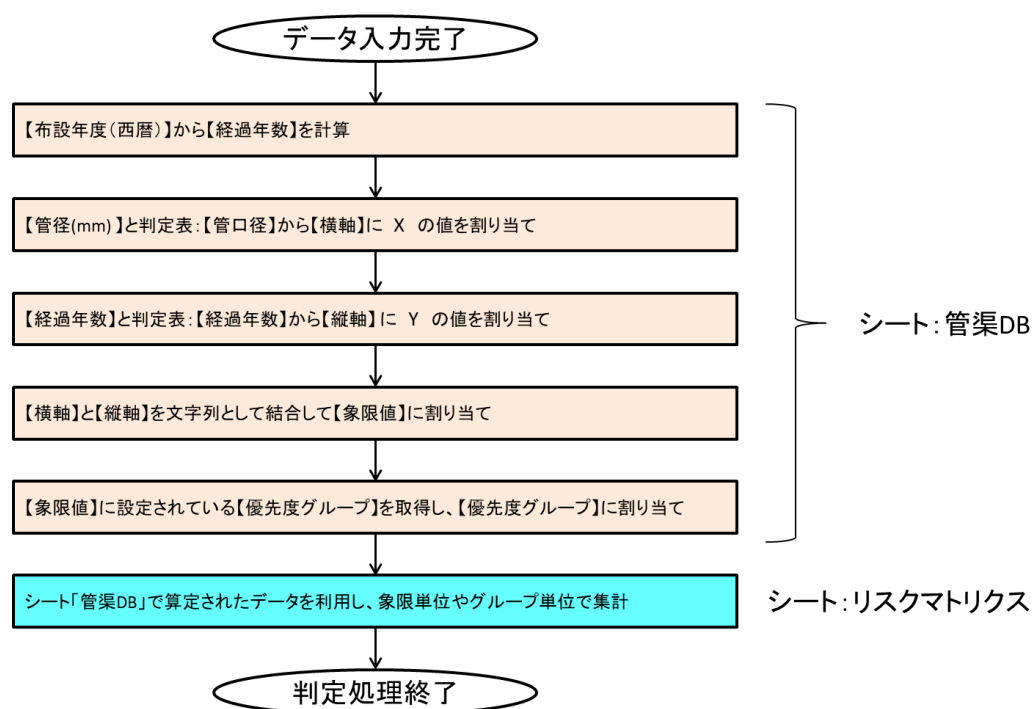 データ入力完了
【布設年度(西暦)】から【経過年数】を計算
【管径(mm) 】と判定表:【管口径】から【横軸】に X の値を割り当て
【経過年数】と判定表:【経過年数】から【縦軸】に Y の値を割り当て
シート:管渠DB
【横軸】と【縦軸】を文字列として結合して【象限値】に割り当て
【象限値】に設定されている【優先度グループ】を取得し、【優先度グループ】に割り当て
シート「管渠DB」で算定されたデータを利用し、象限単位やグループ単位で集計
シート:リスクマトリクス
判定処理終了